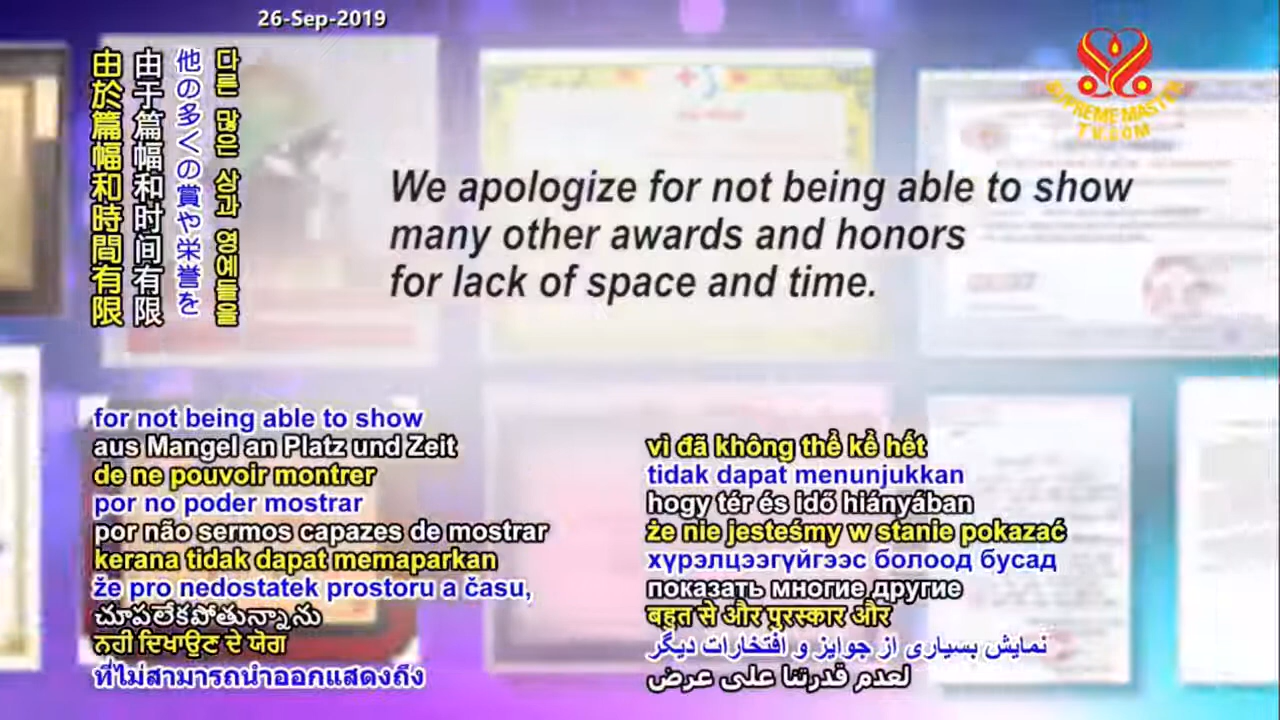 26-Sep-2019
SUPREME MASTER
TV.COM
由於篇幅和時間有限
由于篇幅和时间有限
他の多くの賞や栄誉を
다른 많은 상과 명예들을
We apologize for not being able to show
many other awards and honors
for lack of space and time.
for not being able to show
aus Mangel an Platz und Zeit
de ne pouvoir montrer
por no poder mostrar
por não sermos capazes de mostrar
kerana tidak dapat memaparkan
že pro nedostatek prostoru a času,
చూపలేకపోతున్నాను
ਨਹੀ ਦਿਖਾਉਣ ਦੇ ਯੋਗ
ที่ไม่สามารถนำออกแสดงถึง
vì đã không thể kể hết
tidak dapat menunjukkan
hogy tér és idő hiányában
że nie jesteśmy w stanie pokazać
хүрэлцээгүйгээс болоод бусад
показать многие другие
बहुत से और पुरस्कार और
نمایش بسیاری از جوایز و افتخارات دیگر
لعدم قدرتنا على عرض